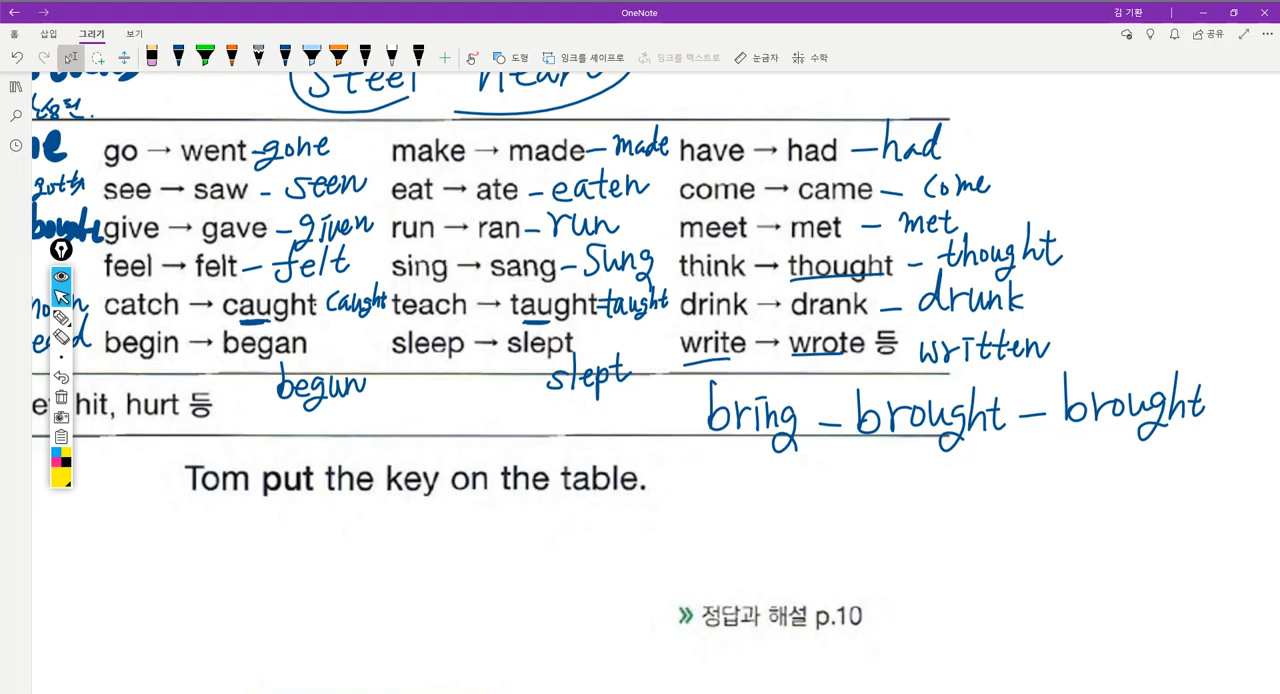 OneNote
김 기환
홈 삽입 그리기 보기
공유
도형 잉크를 셰이프로 잉크를 텍스트로 눈금자 수학
steel
go → went - gone make → made - made have → had - had
see → saw - seen eat → ate - eaten come → came - come
give → gave - given run → ran - run meet → met - met
feel → felt - felt sing → sang - sung think → thought - thought
catch → caught caught teach → taught = taught drink → drank - drunk
begin → began sleep → slept write → wrote 등 written
begun slept
hit, hurt 등 bring - brought - brought
Tom put the key on the table.
» 정답과 해설 p.10